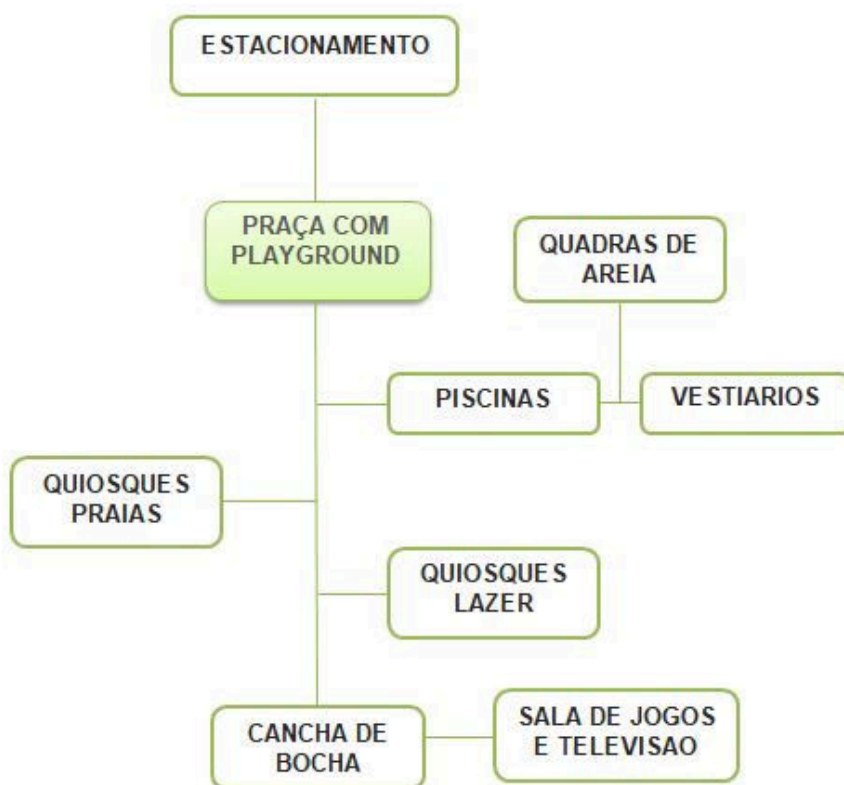 ESTACIONAMENTO
PRAÇA COM
PLAYGROUND
QUADRAS DE
AREIA
PISCINAS
VESTIARIOS
QUIOSQUES
PRAIAS
QUIOSQUES
LAZER
CANCHA DE
BOCHA
SALA DE JOGOS
E TELEVISAO